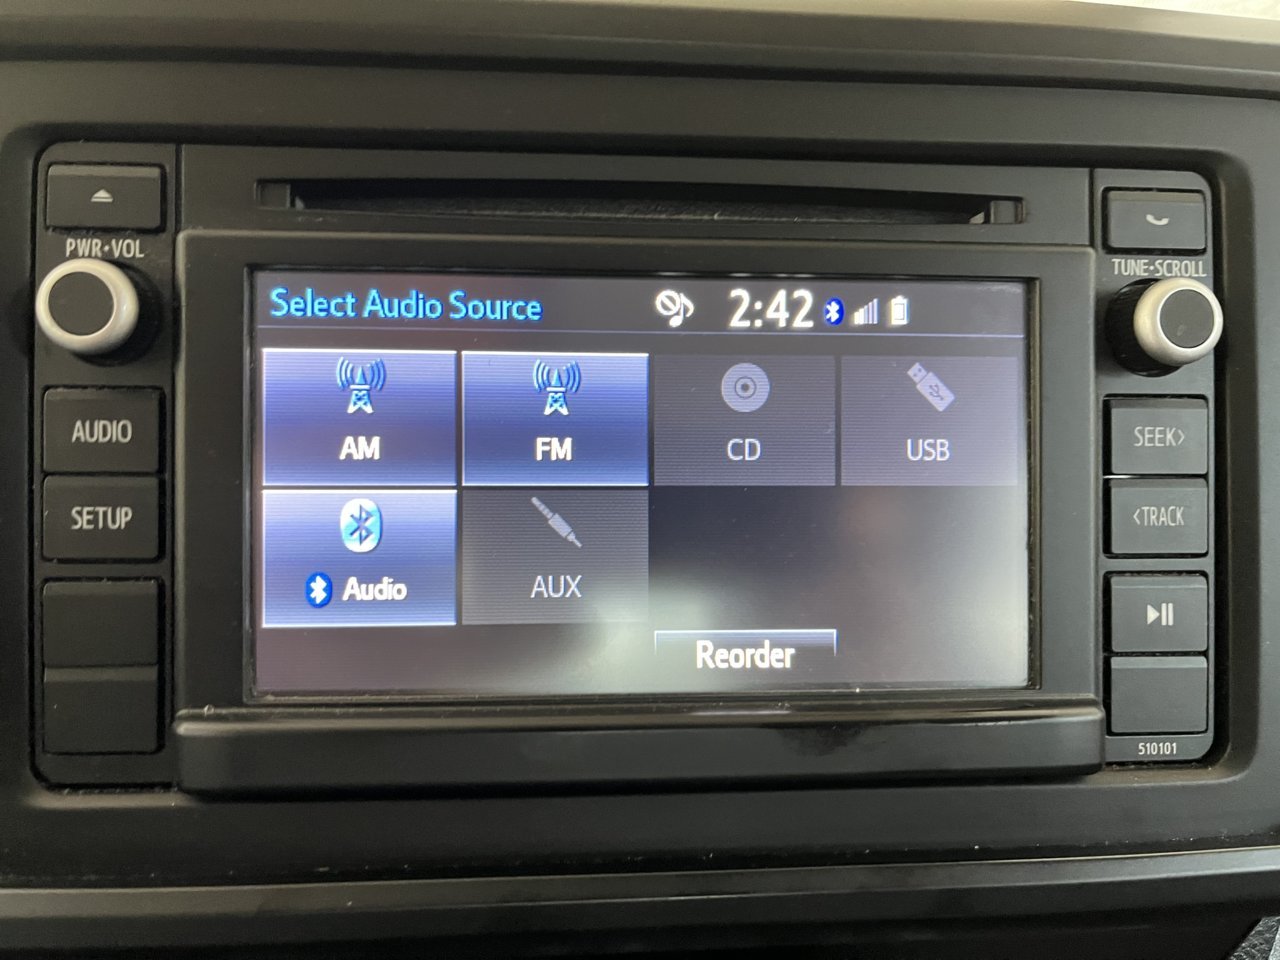 PWR•VOL
AUDIO
SETUP
Select Audio Source
2:42
AM
FM
CD
USB
Audio
AUX
Reorder
TUNE•SCROLL
SEEK>
<TRACK
510101